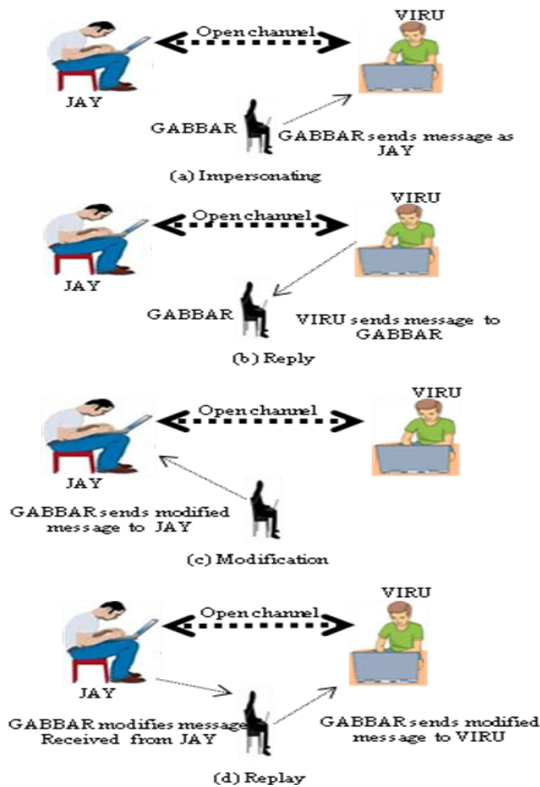 VIRU
Open channel
JAY
GABBAR
GABBAR sends message as
JAY
(a) Impersonating
VIRU
Open channel
JAY
GABBAR
VIRU sends message to
GABBAR
(b) Reply
VIRU
Open channel
JAY
GABBAR sends modified
message to JAY
(c) Modification
VIRU
Open channel
JAY
GABBAR modifies message
Received from JAY
GABBAR sends modified
message to VIRU
(d) Replay